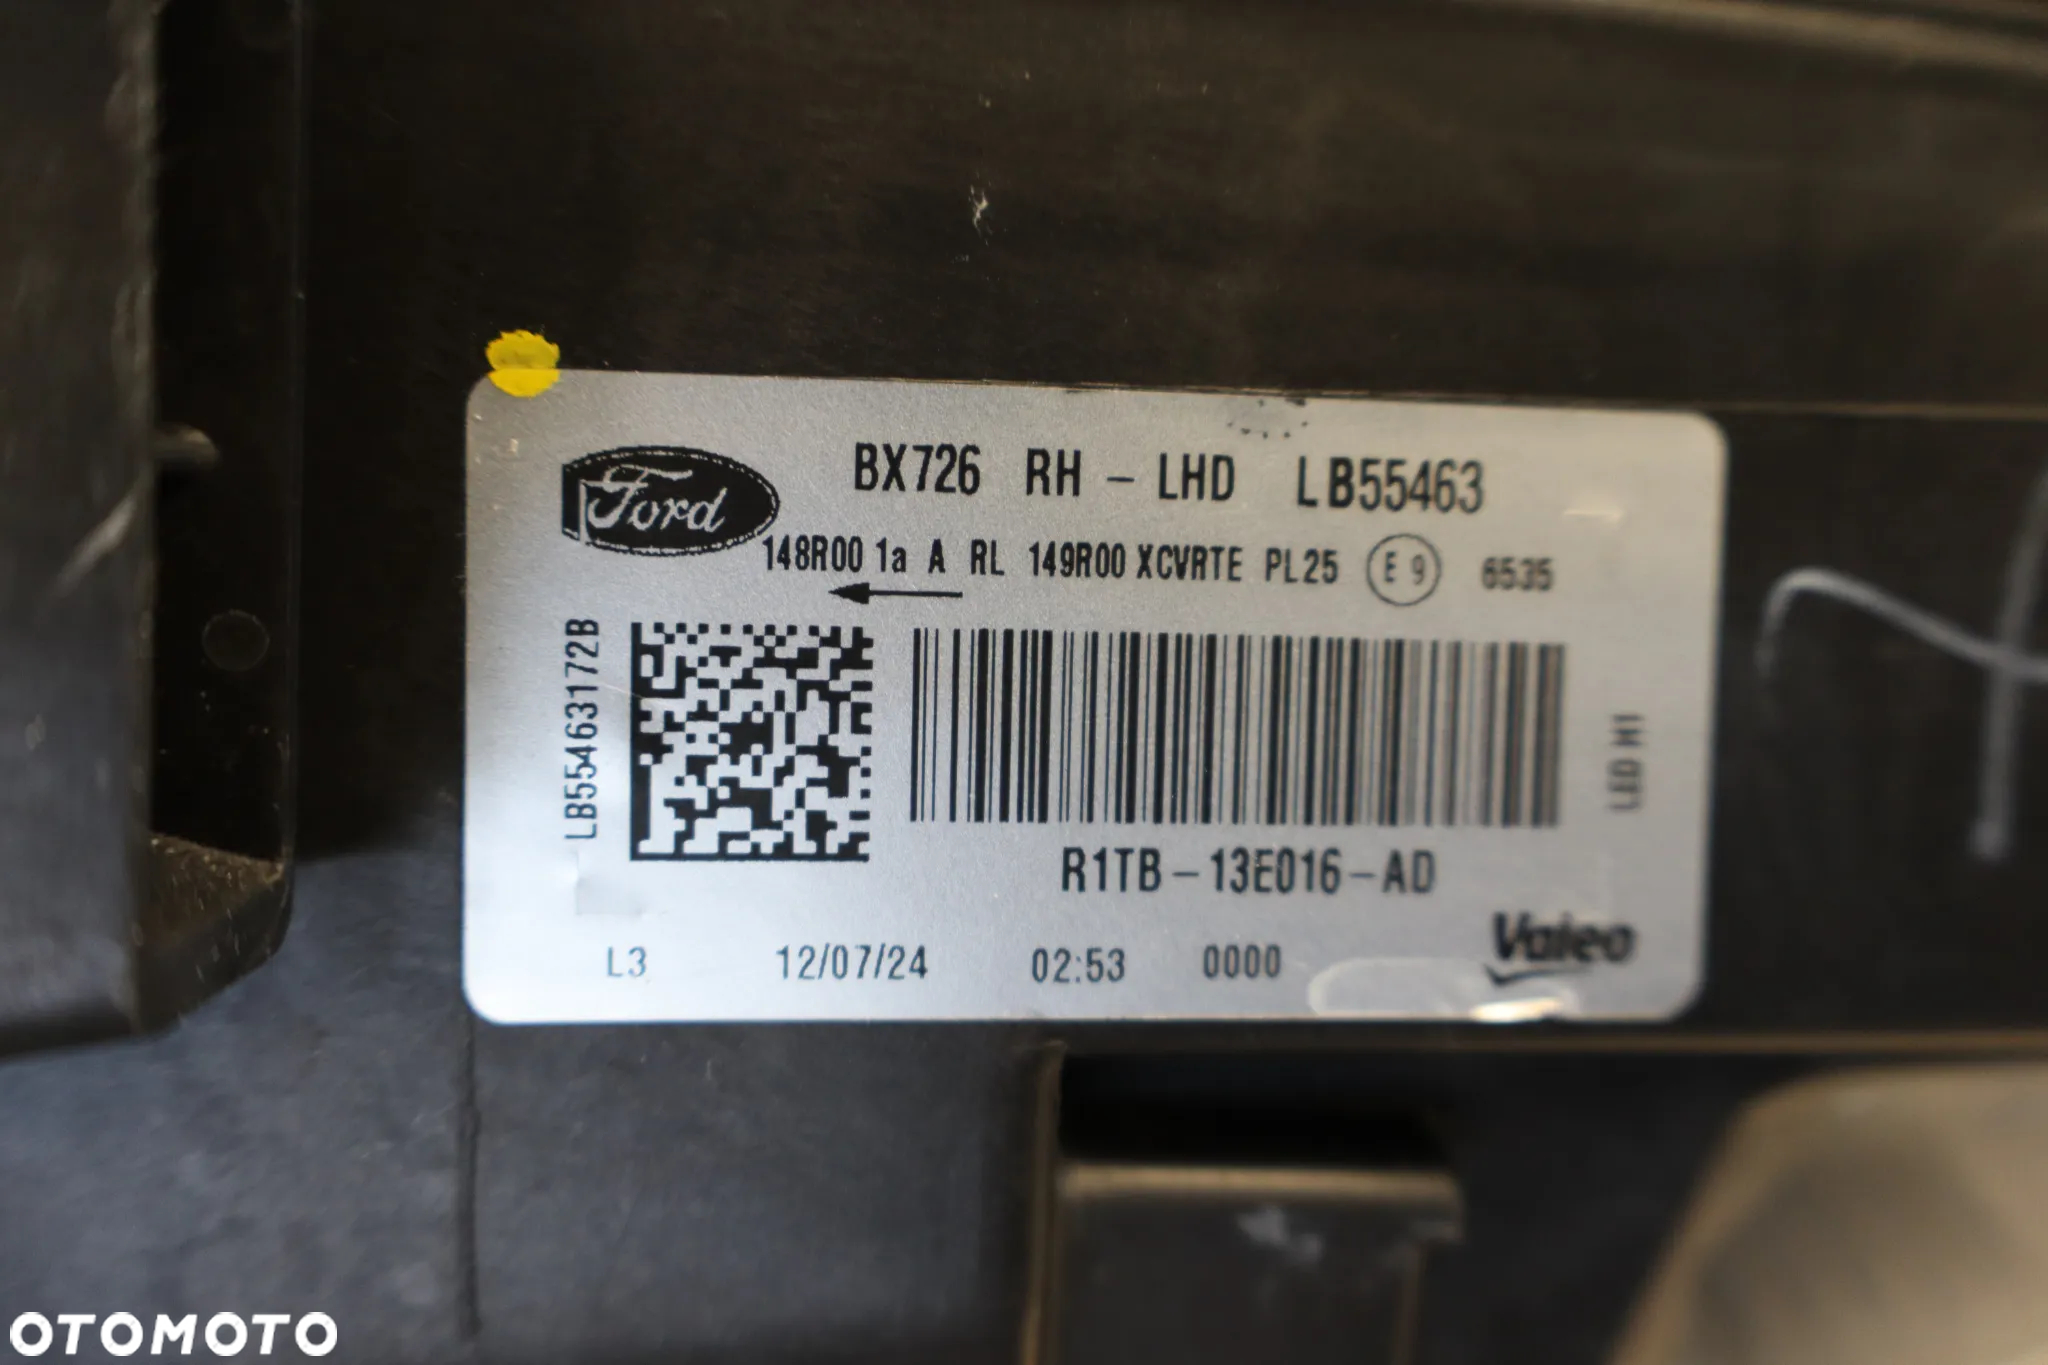 Ford
BX726 RH - LHD LB55463
148R00 1a A RL 149R00 XCVRTE PL25 E9 6535
LB554631172B
LED H1
R1TB-13E016-AD
Valeo
L3 12/07/24 02:53 0000
OTOMOTO